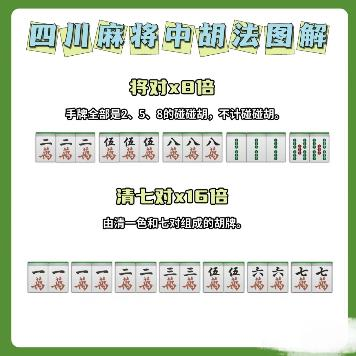 四川麻将中胡法图解
将对x8倍
手牌全部是2、5、8的碰碰胡，不计碰碰胡。
二 二 二 伍 伍 伍 八 八 八
萬 萬 萬 萬 萬 萬 萬 萬 萬
清七对x16倍
由清一色和七对组成的胡牌。
一 一 一 一 二 二 三 三 伍 伍 六 六 七 七
萬 萬 萬 萬 萬 萬 萬 萬 萬 萬 萬 萬 萬 萬